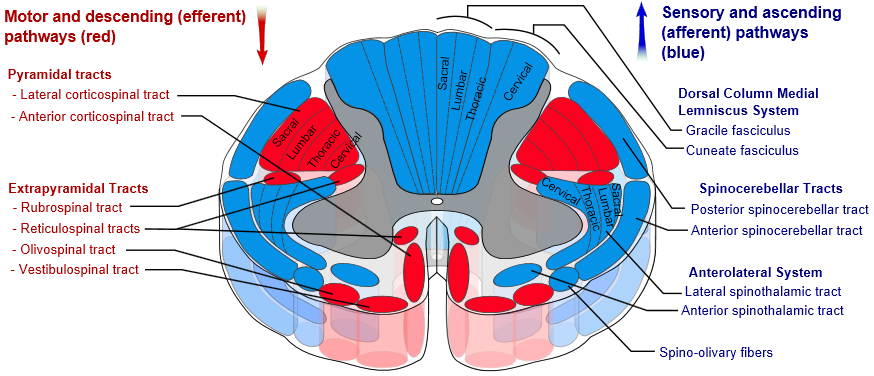 Motor and descending (efferent)
pathways (red)
Sensory and ascending
(afferent) pathways
(blue)
Pyramidal tracts
- Lateral corticospinal tract
- Anterior corticospinal tract
Extrapyramidal Tracts
- Rubrospinal tract
- Reticulospinal tracts
- Olivospinal tract
- Vestibulospinal tract
Sacral
Lumbar
Thoracic
Cervical
Sacral
Lumbar
Thoracic
Cervical
Cervical
Thoracic
Lumbar
Sacral
Dorsal Column Medial
Lemniscus System
Gracile fasciculus
Cuneate fasciculus
Spinocerebellar Tracts
Posterior spinocerebellar tract
Anterior spinocerebellar tract
Anterolateral System
Lateral spinothalamic tract
Anterior spinothalamic tract
Spino-olivary fibers